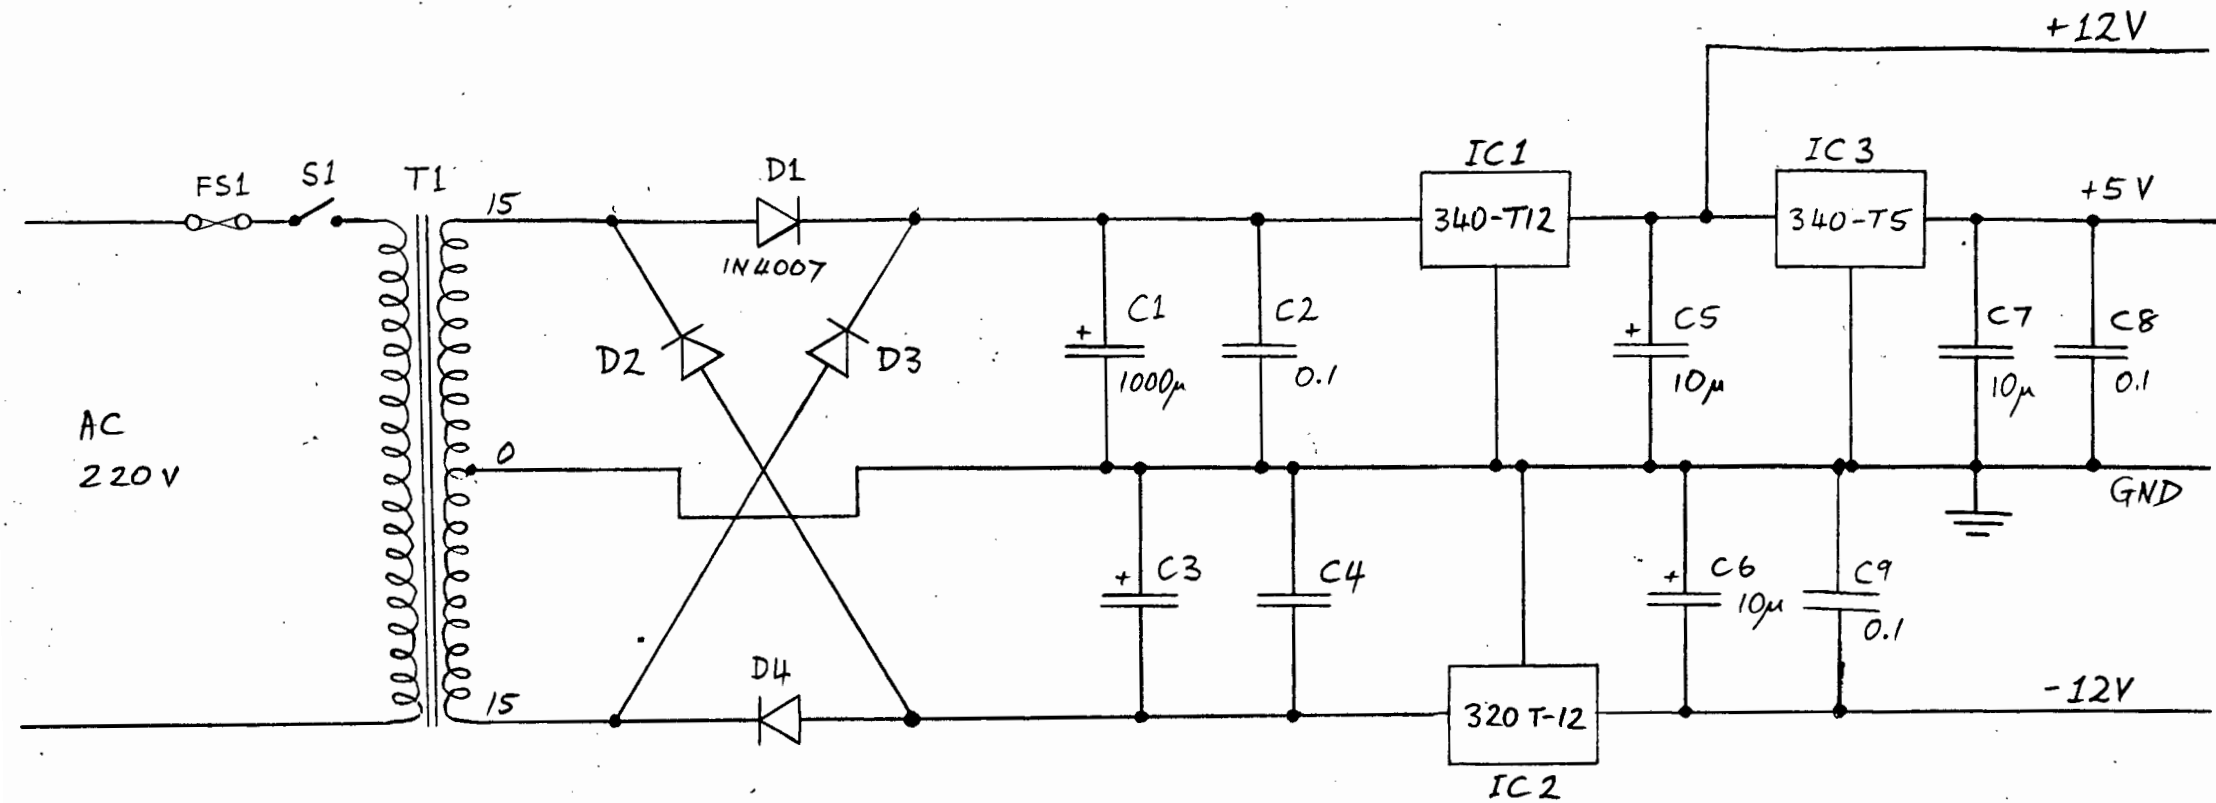 +12V
FS1
S1
T1
15
D1
1N4007
IC1
340-T12
IC3
340-T5
+5V
D2
D3
+
C1
1000μ
C2
0.1
+
C5
10μ
C7
10μ
C8
0.1
AC
220V
0
GND
+
C3
C4
+
C6
10μ
C9
0.1
15
D4
320T-12
IC2
-12V